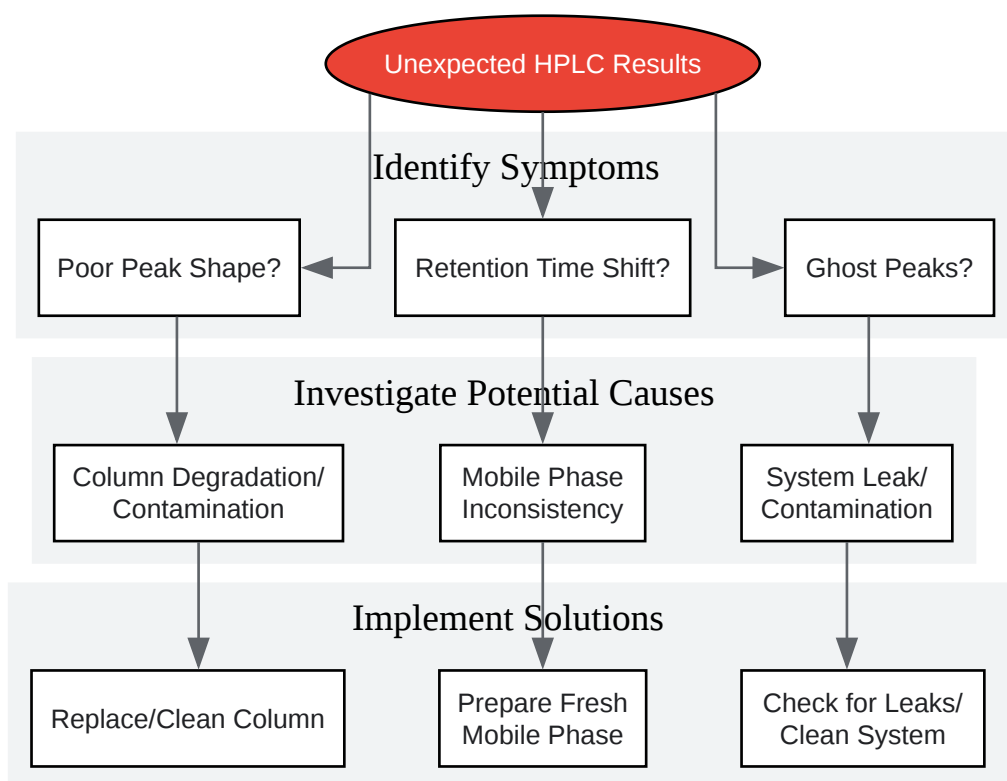 Unexpected HPLC Results
Identify Symptoms
Poor Peak Shape?
Retention Time Shift?
Ghost Peaks?
Investigate Potential Causes
Column Degradation/
Contamination
Mobile Phase
Inconsistency
System Leak/
Contamination
Implement Solutions
Replace/Clean Column
Prepare Fresh
Mobile Phase
Check for Leaks/
Clean System